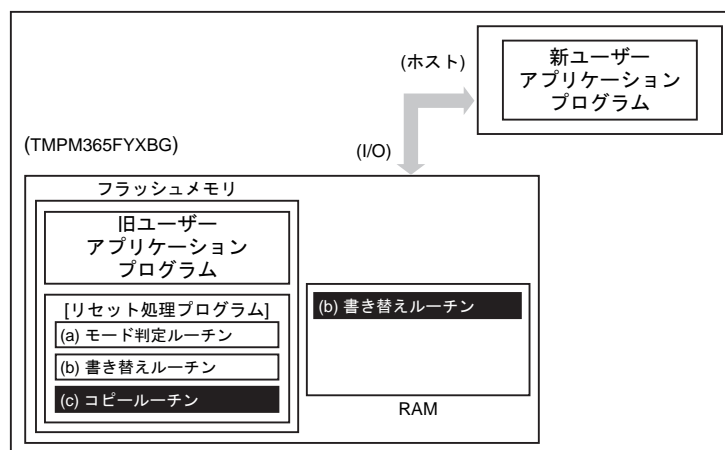 (ホスト)
新ユーザー
アプリケーション
プログラム
(TMPM365FYXBG)
(I/O)
フラッシュメモリ
旧ユーザー
アプリケーション
プログラム
[リセット処理プログラム]
(a) モード判定ルーチン
(b) 書き替えルーチン
(c) コピールーチン
(b) 書き替えルーチン
RAM